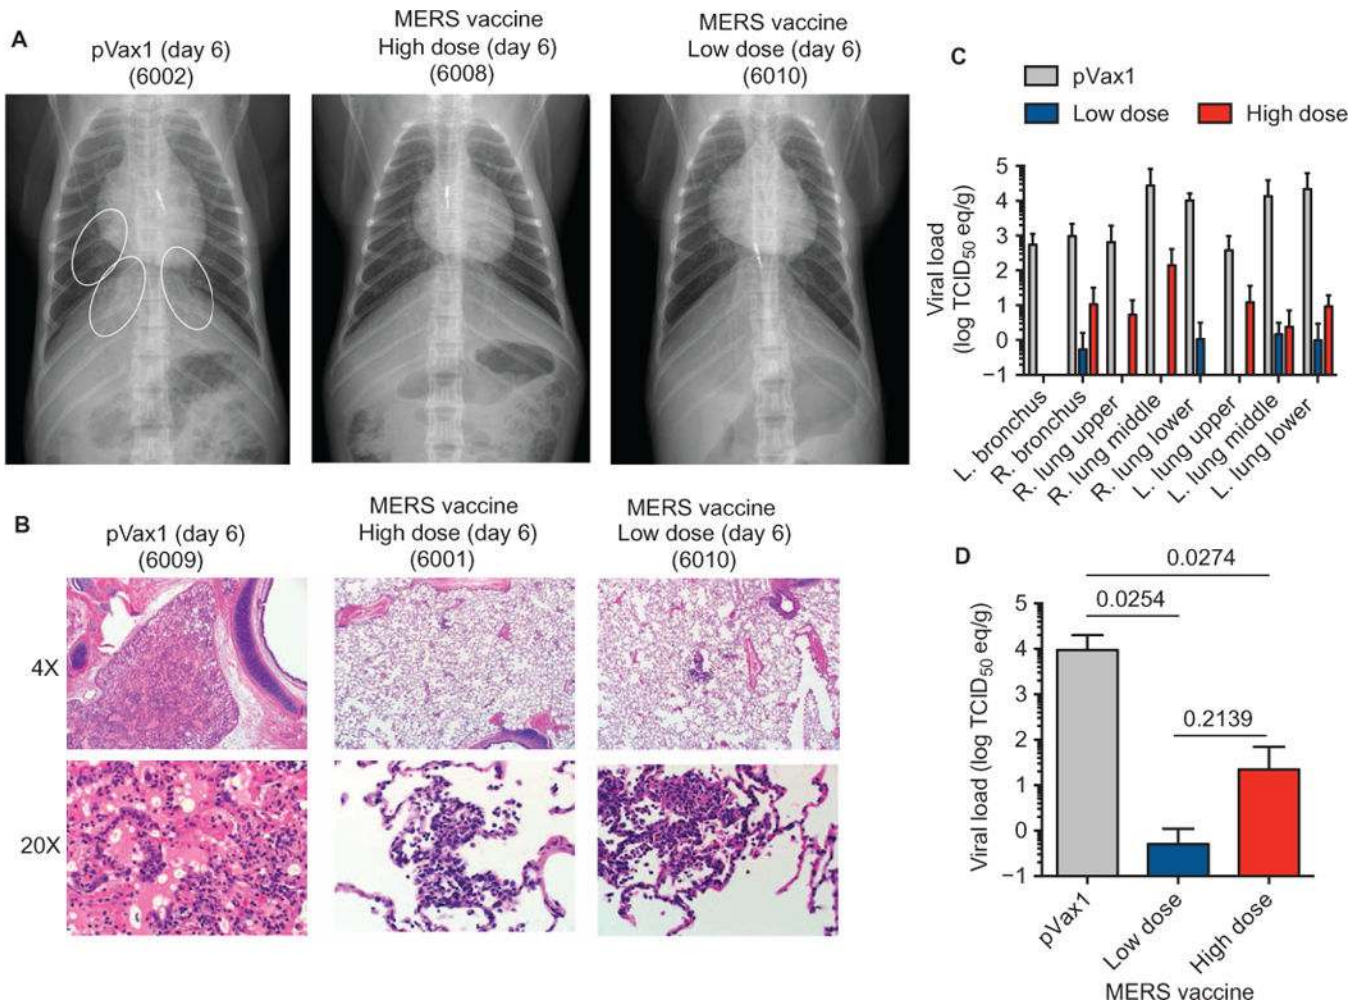 A
pVax1 (day 6)
(6002)
MERS vaccine
High dose (day 6)
(6008)
MERS vaccine
Low dose (day 6)
(6010)
B
pVax1 (day 6)
(6009)
MERS vaccine
High dose (day 6)
(6001)
MERS vaccine
Low dose (day 6)
(6010)
4X
20X
C
pVax1
Low dose
High dose
Viral load
(log TCID50 eq/g)
5
4
3
2
1
0
−1
L. bronchus
R. bronchus
R. lung upper
R. lung middle
R. lung lower
L. lung upper
L. lung middle
L. lung lower
D
0.0274
0.0254
0.2139
Viral load (log TCID50 eq/g)
5
4
3
2
1
0
−1
pVax1
Low dose
High dose
MERS vaccine